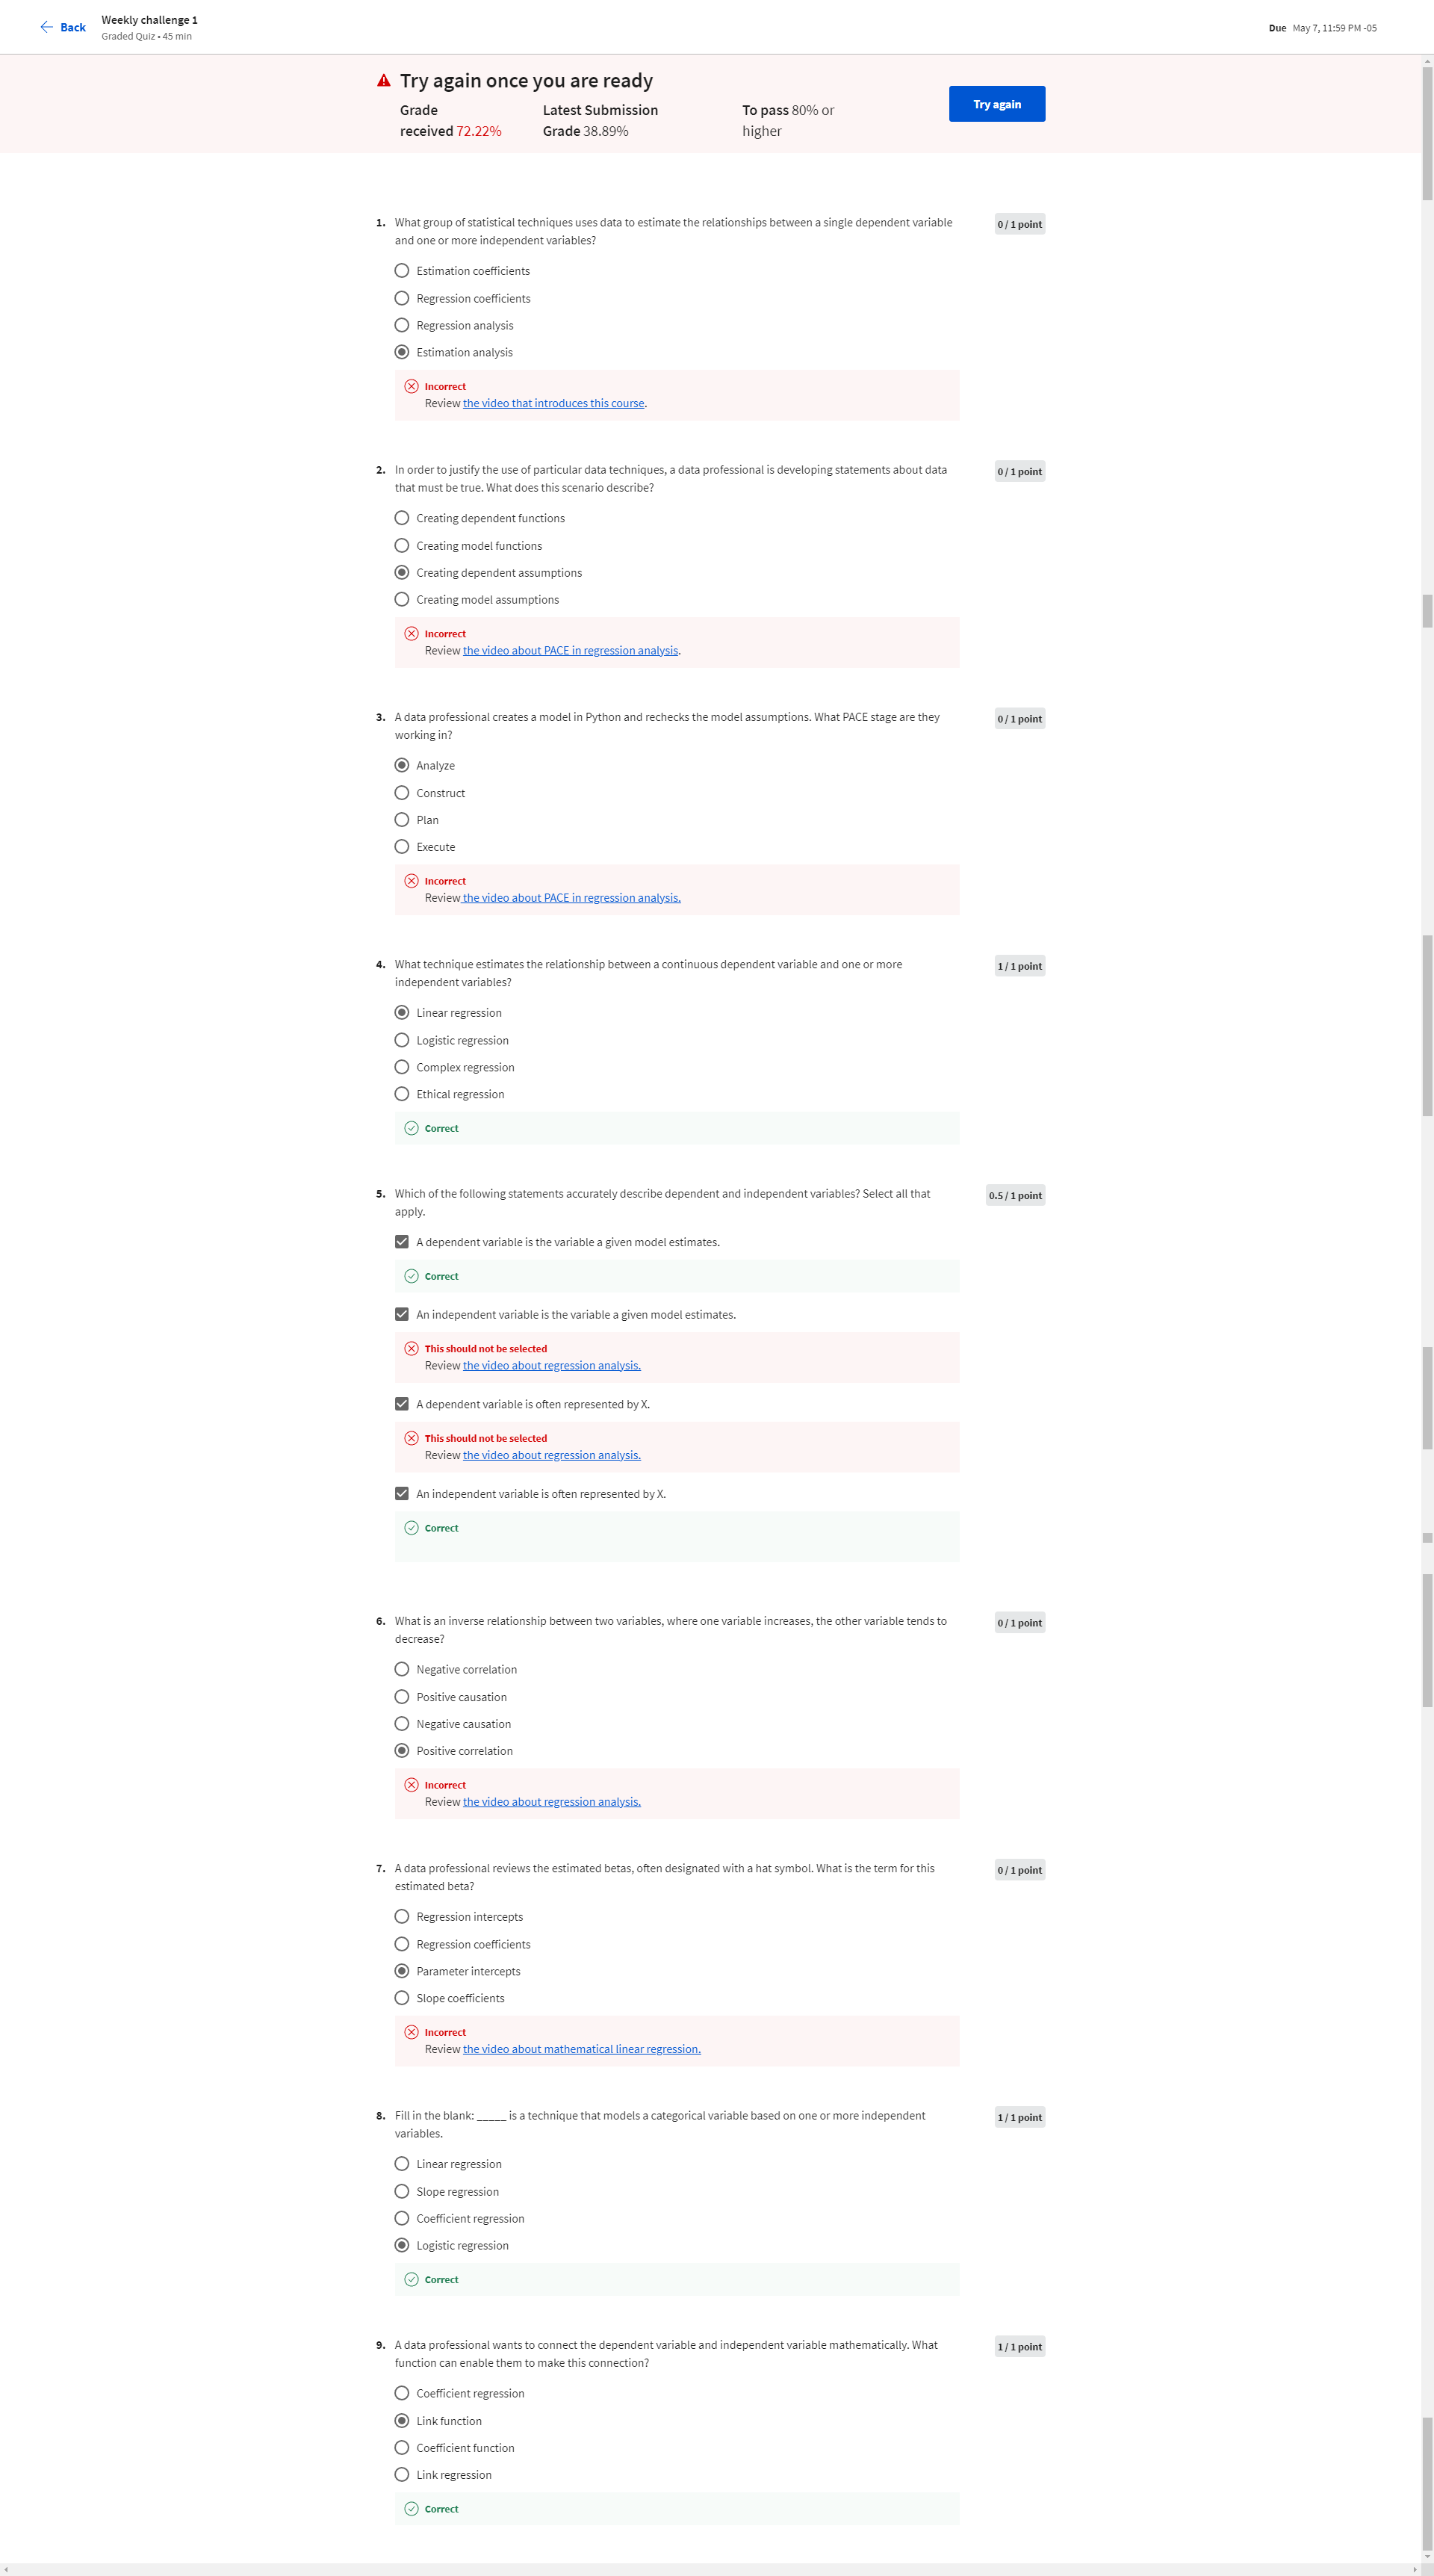 Back
Weekly challenge 1
Graded Quiz • 45 min
Due May 7, 11:59 PM -05
Try again once you are ready
Grade
received 72.22%
Latest Submission
Grade 38.89%
To pass 80% or
higher
Try again
1. What group of statistical techniques uses data to estimate the relationships between a single dependent variable
and one or more independent variables?
0 / 1 point
Estimation coefficients
Regression coefficients
Regression analysis
Estimation analysis
Incorrect
Review the video that introduces this course.
2. In order to justify the use of particular data techniques, a data professional is developing statements about data
that must be true. What does this scenario describe?
0 / 1 point
Creating dependent functions
Creating model functions
Creating dependent assumptions
Creating model assumptions
Incorrect
Review the video about PACE in regression analysis.
3. A data professional creates a model in Python and rechecks the model assumptions. What PACE stage are they
working in?
0 / 1 point
Analyze
Construct
Plan
Execute
Incorrect
Review the video about PACE in regression analysis.
4. What technique estimates the relationship between a continuous dependent variable and one or more
independent variables?
1 / 1 point
Linear regression
Logistic regression
Complex regression
Ethical regression
Correct
5. Which of the following statements accurately describe dependent and independent variables? Select all that
apply.
0.5 / 1 point
A dependent variable is the variable a given model estimates.
Correct
An independent variable is the variable a given model estimates.
This should not be selected
Review the video about regression analysis.
A dependent variable is often represented by X.
This should not be selected
Review the video about regression analysis.
An independent variable is often represented by X.
Correct
6. What is an inverse relationship between two variables, where one variable increases, the other variable tends to
decrease?
0 / 1 point
Negative correlation
Positive causation
Negative causation
Positive correlation
Incorrect
Review the video about regression analysis.
7. A data professional reviews the estimated betas, often designated with a hat symbol. What is the term for this
estimated beta?
0 / 1 point
Regression intercepts
Regression coefficients
Parameter intercepts
Slope coefficients
Incorrect
Review the video about mathematical linear regression.
8. Fill in the blank: _____ is a technique that models a categorical variable based on one or more independent
variables.
1 / 1 point
Linear regression
Slope regression
Coefficient regression
Logistic regression
Correct
9. A data professional wants to connect the dependent variable and independent variable mathematically. What
function can enable them to make this connection?
1 / 1 point
Coefficient regression
Link function
Coefficient function
Link regression
Correct